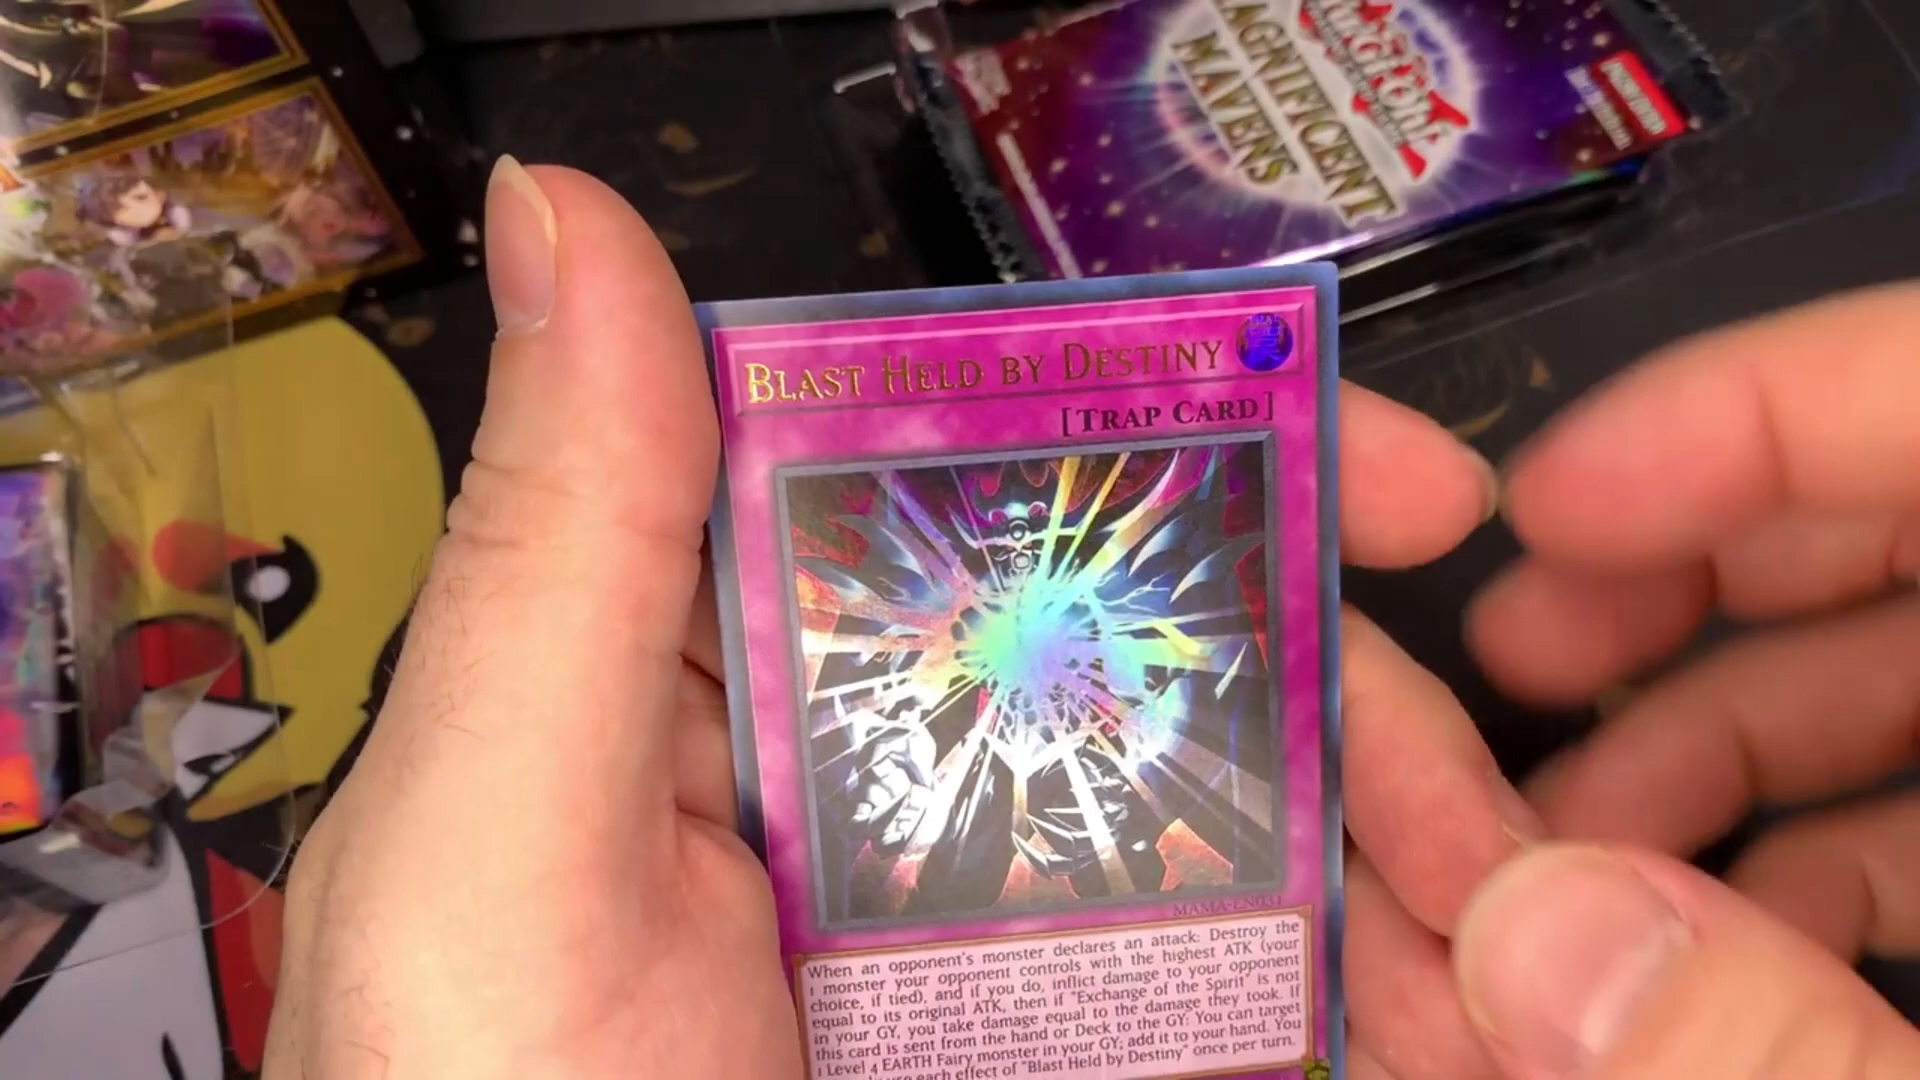 Yu-Gi-Oh!
MAGNIFICENT
MAVENS
BLAST HELD BY DESTINY
[TRAP CARD]
MAMA-EN031
When an opponent's monster declares an attack: Destroy the
1 monster your opponent controls with the highest ATK (your
choice, if tied), and if you do, inflict damage to your opponent
equal to its original ATK, then if "Exchange of the Spirit" is not
in your GY, you take damage equal to the damage they took. If
this card is sent from the hand or Deck to the GY: You can target
1 Level 4 EARTH Fairy monster in your GY; add it to your hand. You
use each effect of "Blast Held by Destiny" once per turn.